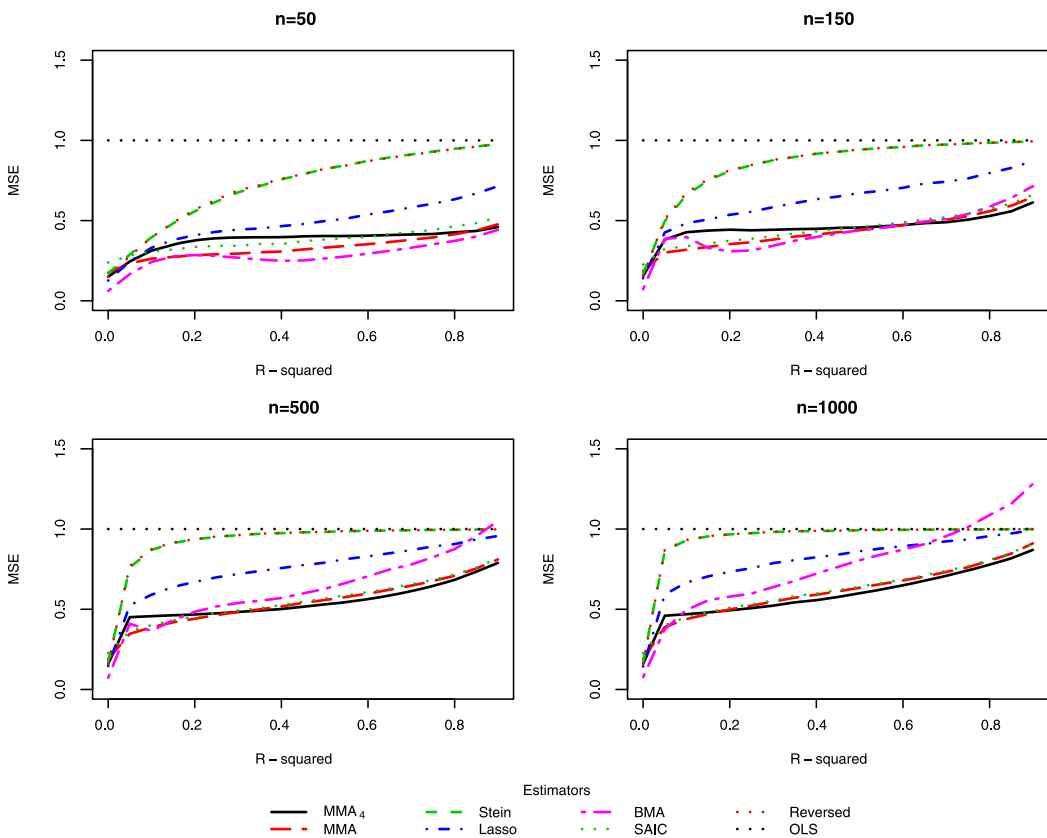 n=50
n=150
MSE
0.0 0.5 1.0 1.5
0.0 0.2 0.4 0.6 0.8
R − squared
MSE
0.0 0.5 1.0 1.5
0.0 0.2 0.4 0.6 0.8
R − squared
n=500
n=1000
MSE
0.0 0.5 1.0 1.5
0.0 0.2 0.4 0.6 0.8
R − squared
MSE
0.0 0.5 1.0 1.5
0.0 0.2 0.4 0.6 0.8
R − squared
Estimators
MMA 4 Stein BMA Reversed
MMA Lasso SAIC OLS